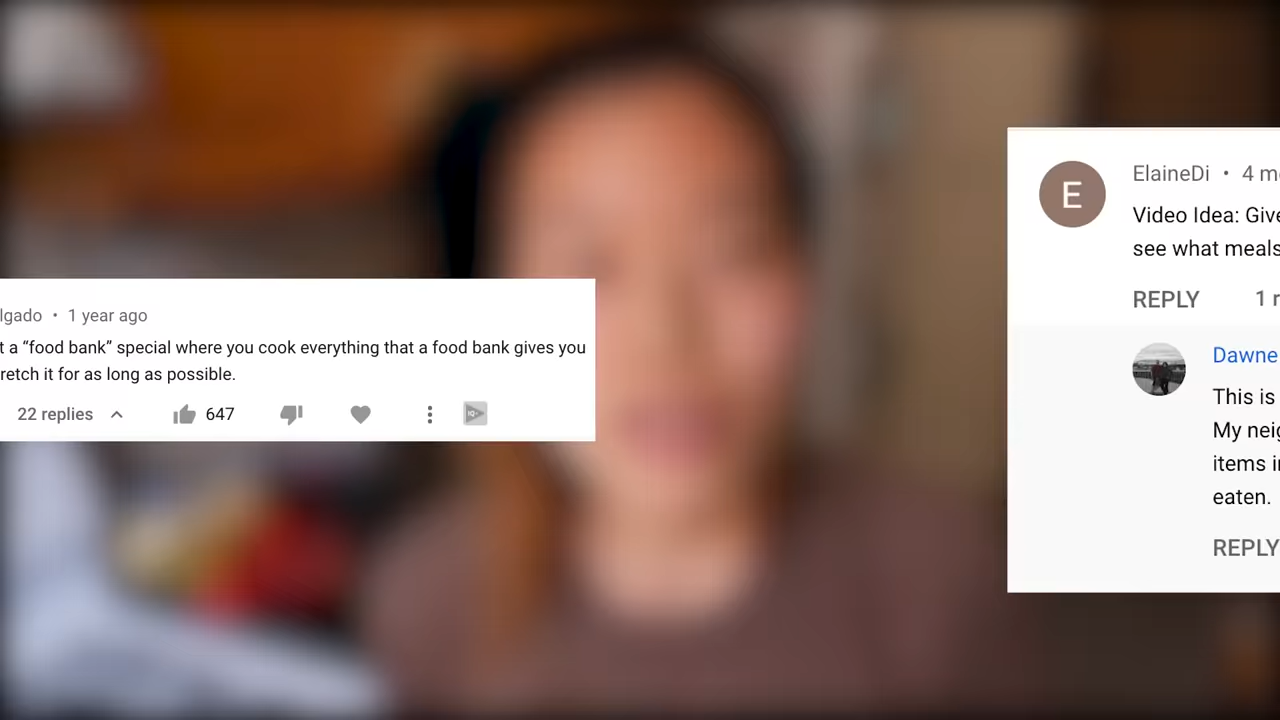 lgado • 1 year ago
t a “food bank” special where you cook everything that a food bank gives you
retch it for as long as possible.
22 replies 647
E
ElaineDi • 4 m
Video Idea: Give
see what meals
REPLY 1 r
Dawne
This is
My neig
items i
eaten.
REPLY